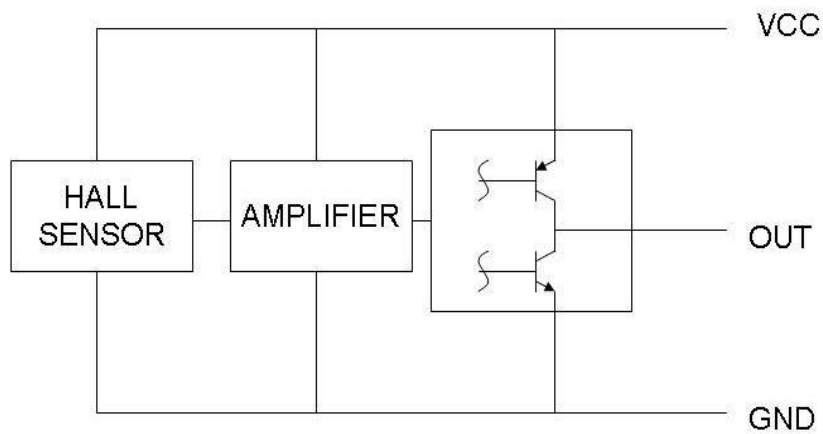 VCC
HALL
SENSOR
AMPLIFIER
OUT
GND